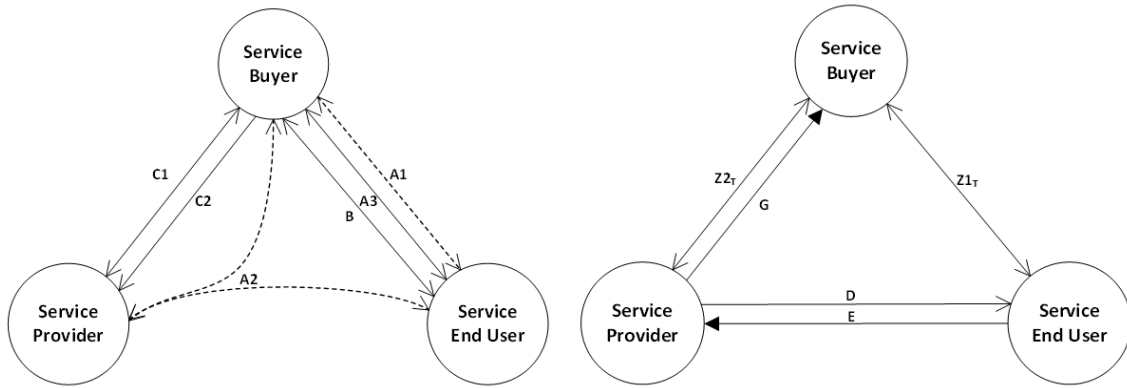 Service
Buyer
C1
C2
A1
A3
B
A2
Service
Provider
Service
End User
Service
Buyer
Z2T
G
Z1T
D
E
Service
Provider
Service
End User